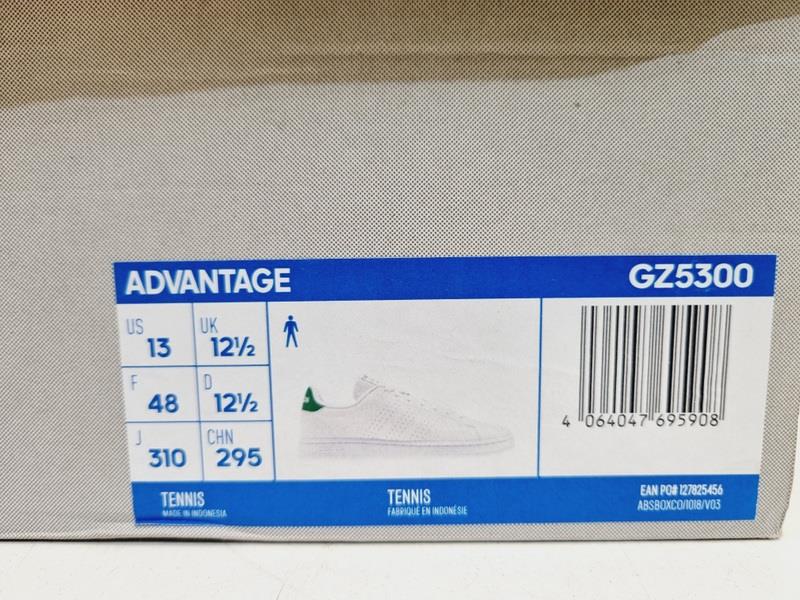 ADVANTAGE GZ5300
US 13 UK 12½
F 48 D 12½
J 310 CHN 295
4 064047 695908
TENNIS
MADE IN INDONESIA
TENNIS
FABRIQUÉ EN INDONÉSIE
EAN PO# 127825456
ABSBOXCO/1018/V03